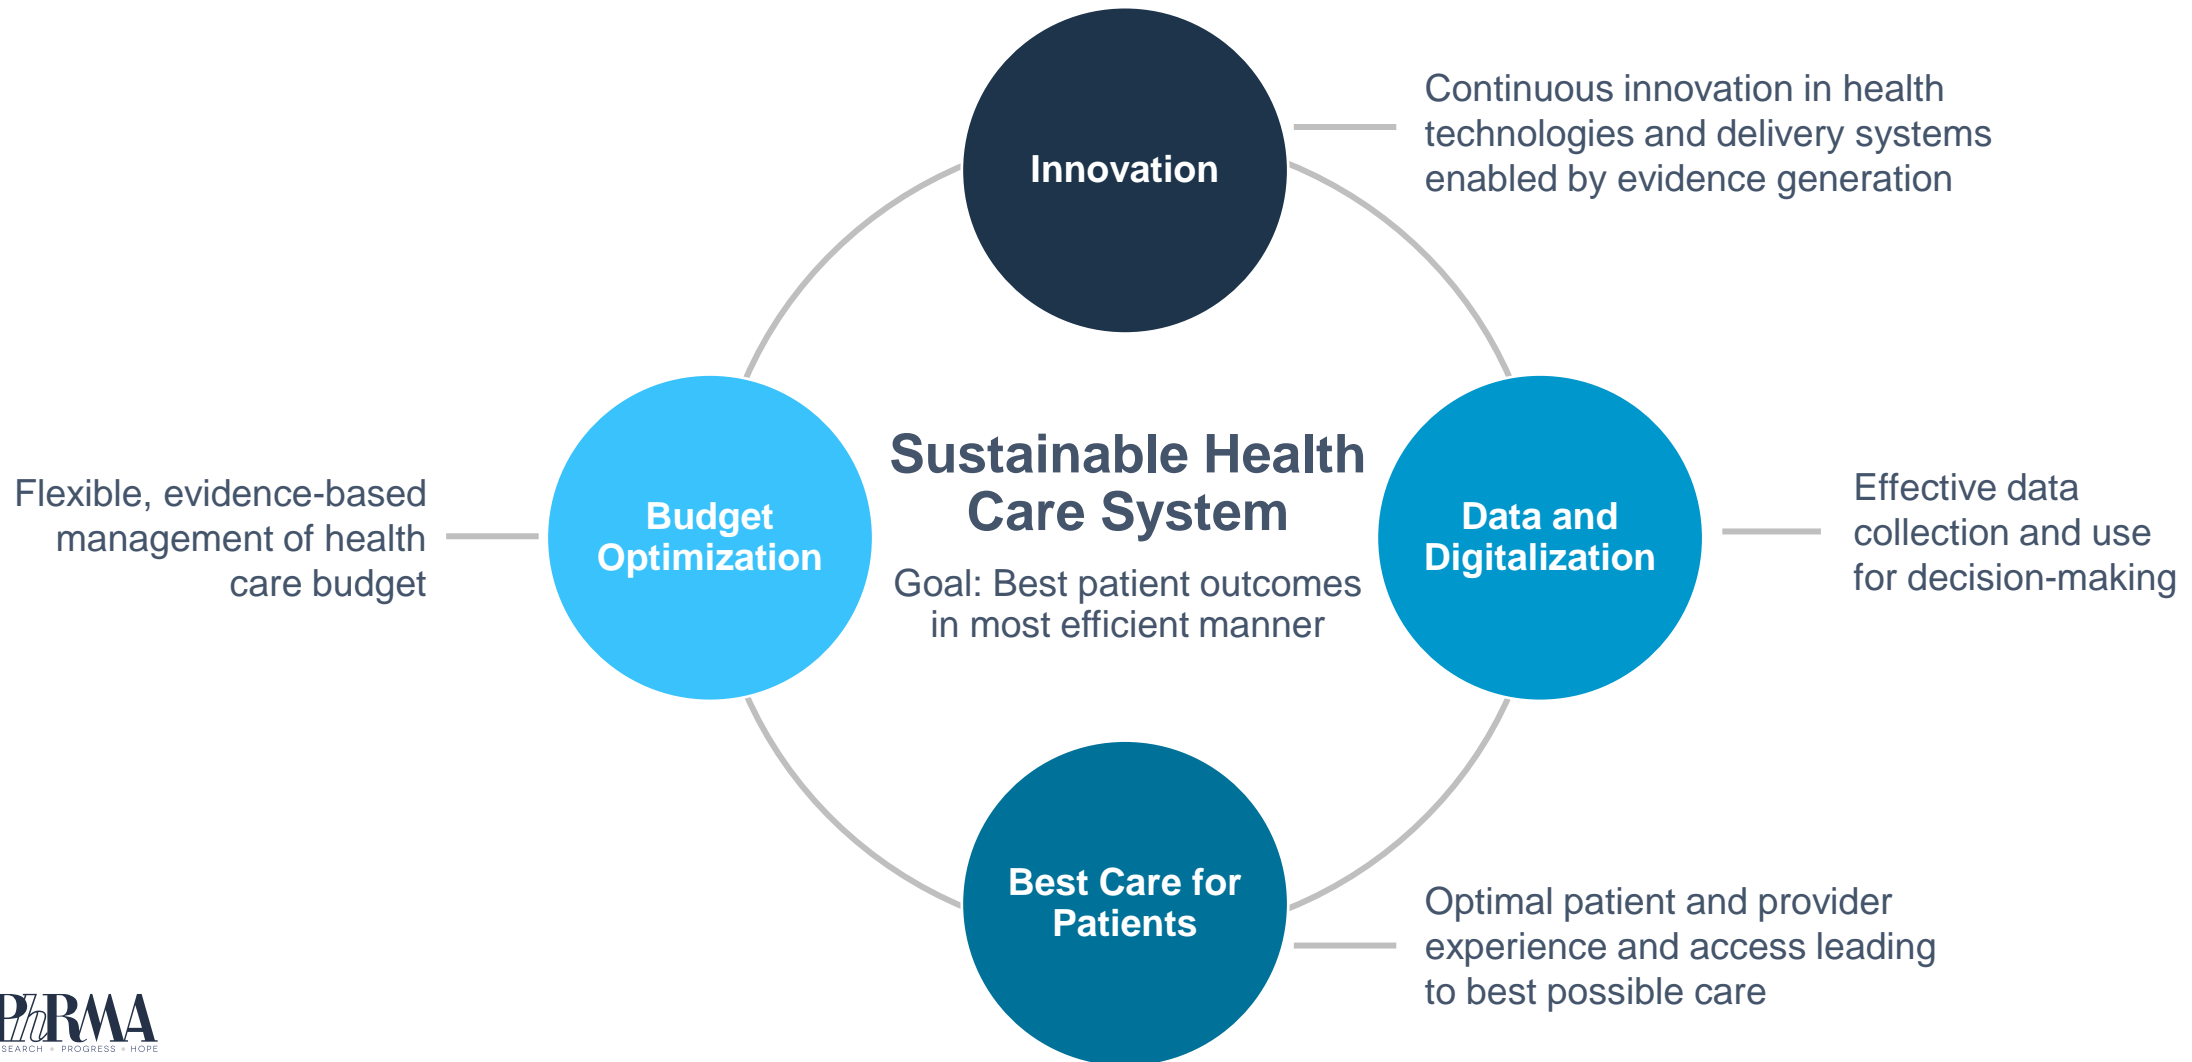 Innovation
Continuous innovation in health
technologies and delivery systems
enabled by evidence generation
Sustainable Health
Care System
Goal: Best patient outcomes
in most efficient manner
Flexible, evidence-based
management of health
care budget
Budget
Optimization
Data and
Digitalization
Effective data
collection and use
for decision-making
Best Care for
Patients
Optimal patient and provider
experience and access leading
to best possible care
PhRMA
SEARCH • PROGRESS • HOPE